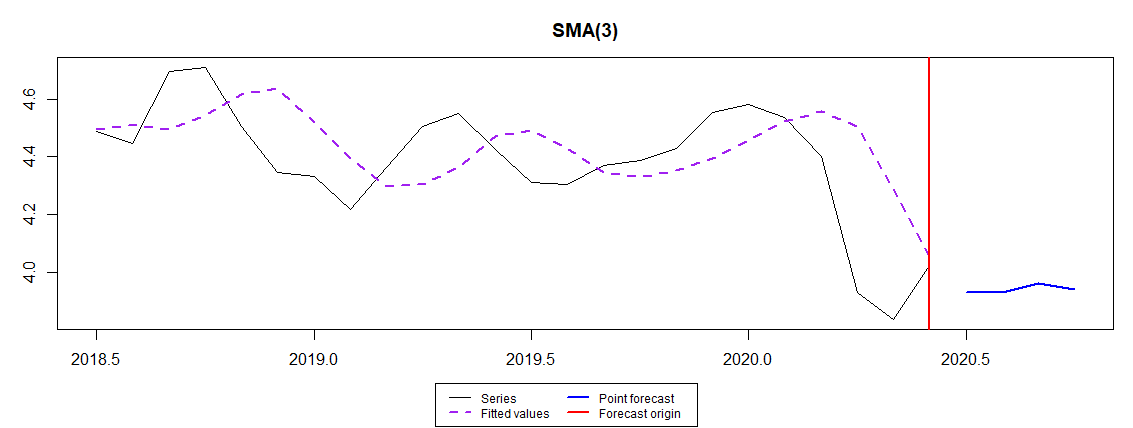 SMA(3)
4.6
4.4
4.2
4.0
2018.5 2019.0 2019.5 2020.0 2020.5
Series Point forecast
Fitted values Forecast origin